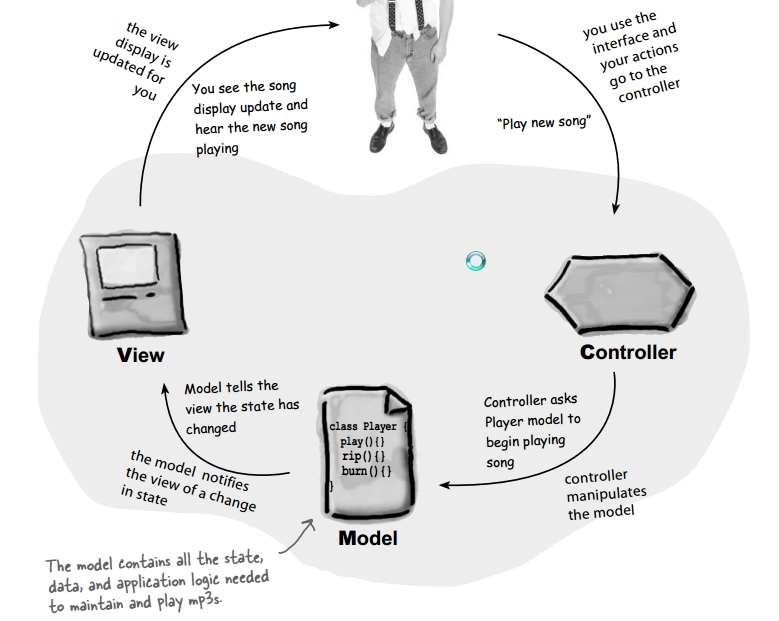 the view
display is
updated for
you
You see the song
display update and
hear the new song
playing
you use the
interface and
your actions
go to the
controller
“Play new song”
View
Controller
Model tells the
view the state has
changed
the model notifies
the view of a change
in state
class Player {
play(){}
rip(){}
burn(){}
}
Model
Controller asks
Player model to
begin playing
song
controller
manipulates
the model
The model contains all the state,
data, and application logic needed
to maintain and play mp3s.